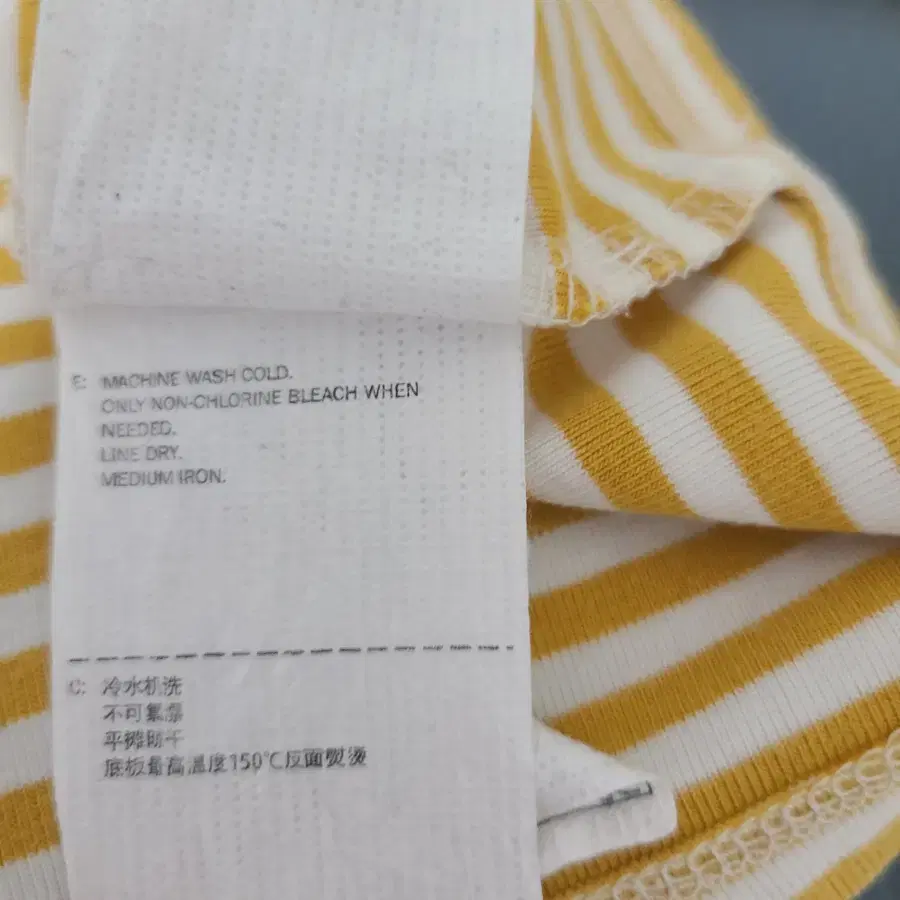 E: MACHINE WASH COLD.
ONLY NON-CHLORINE BLEACH WHEN
NEEDED.
LINE DRY.
MEDIUM IRON.
C: 冷水机洗
不可氯漂
平摊晾干
底板最高温度150°C反面熨烫